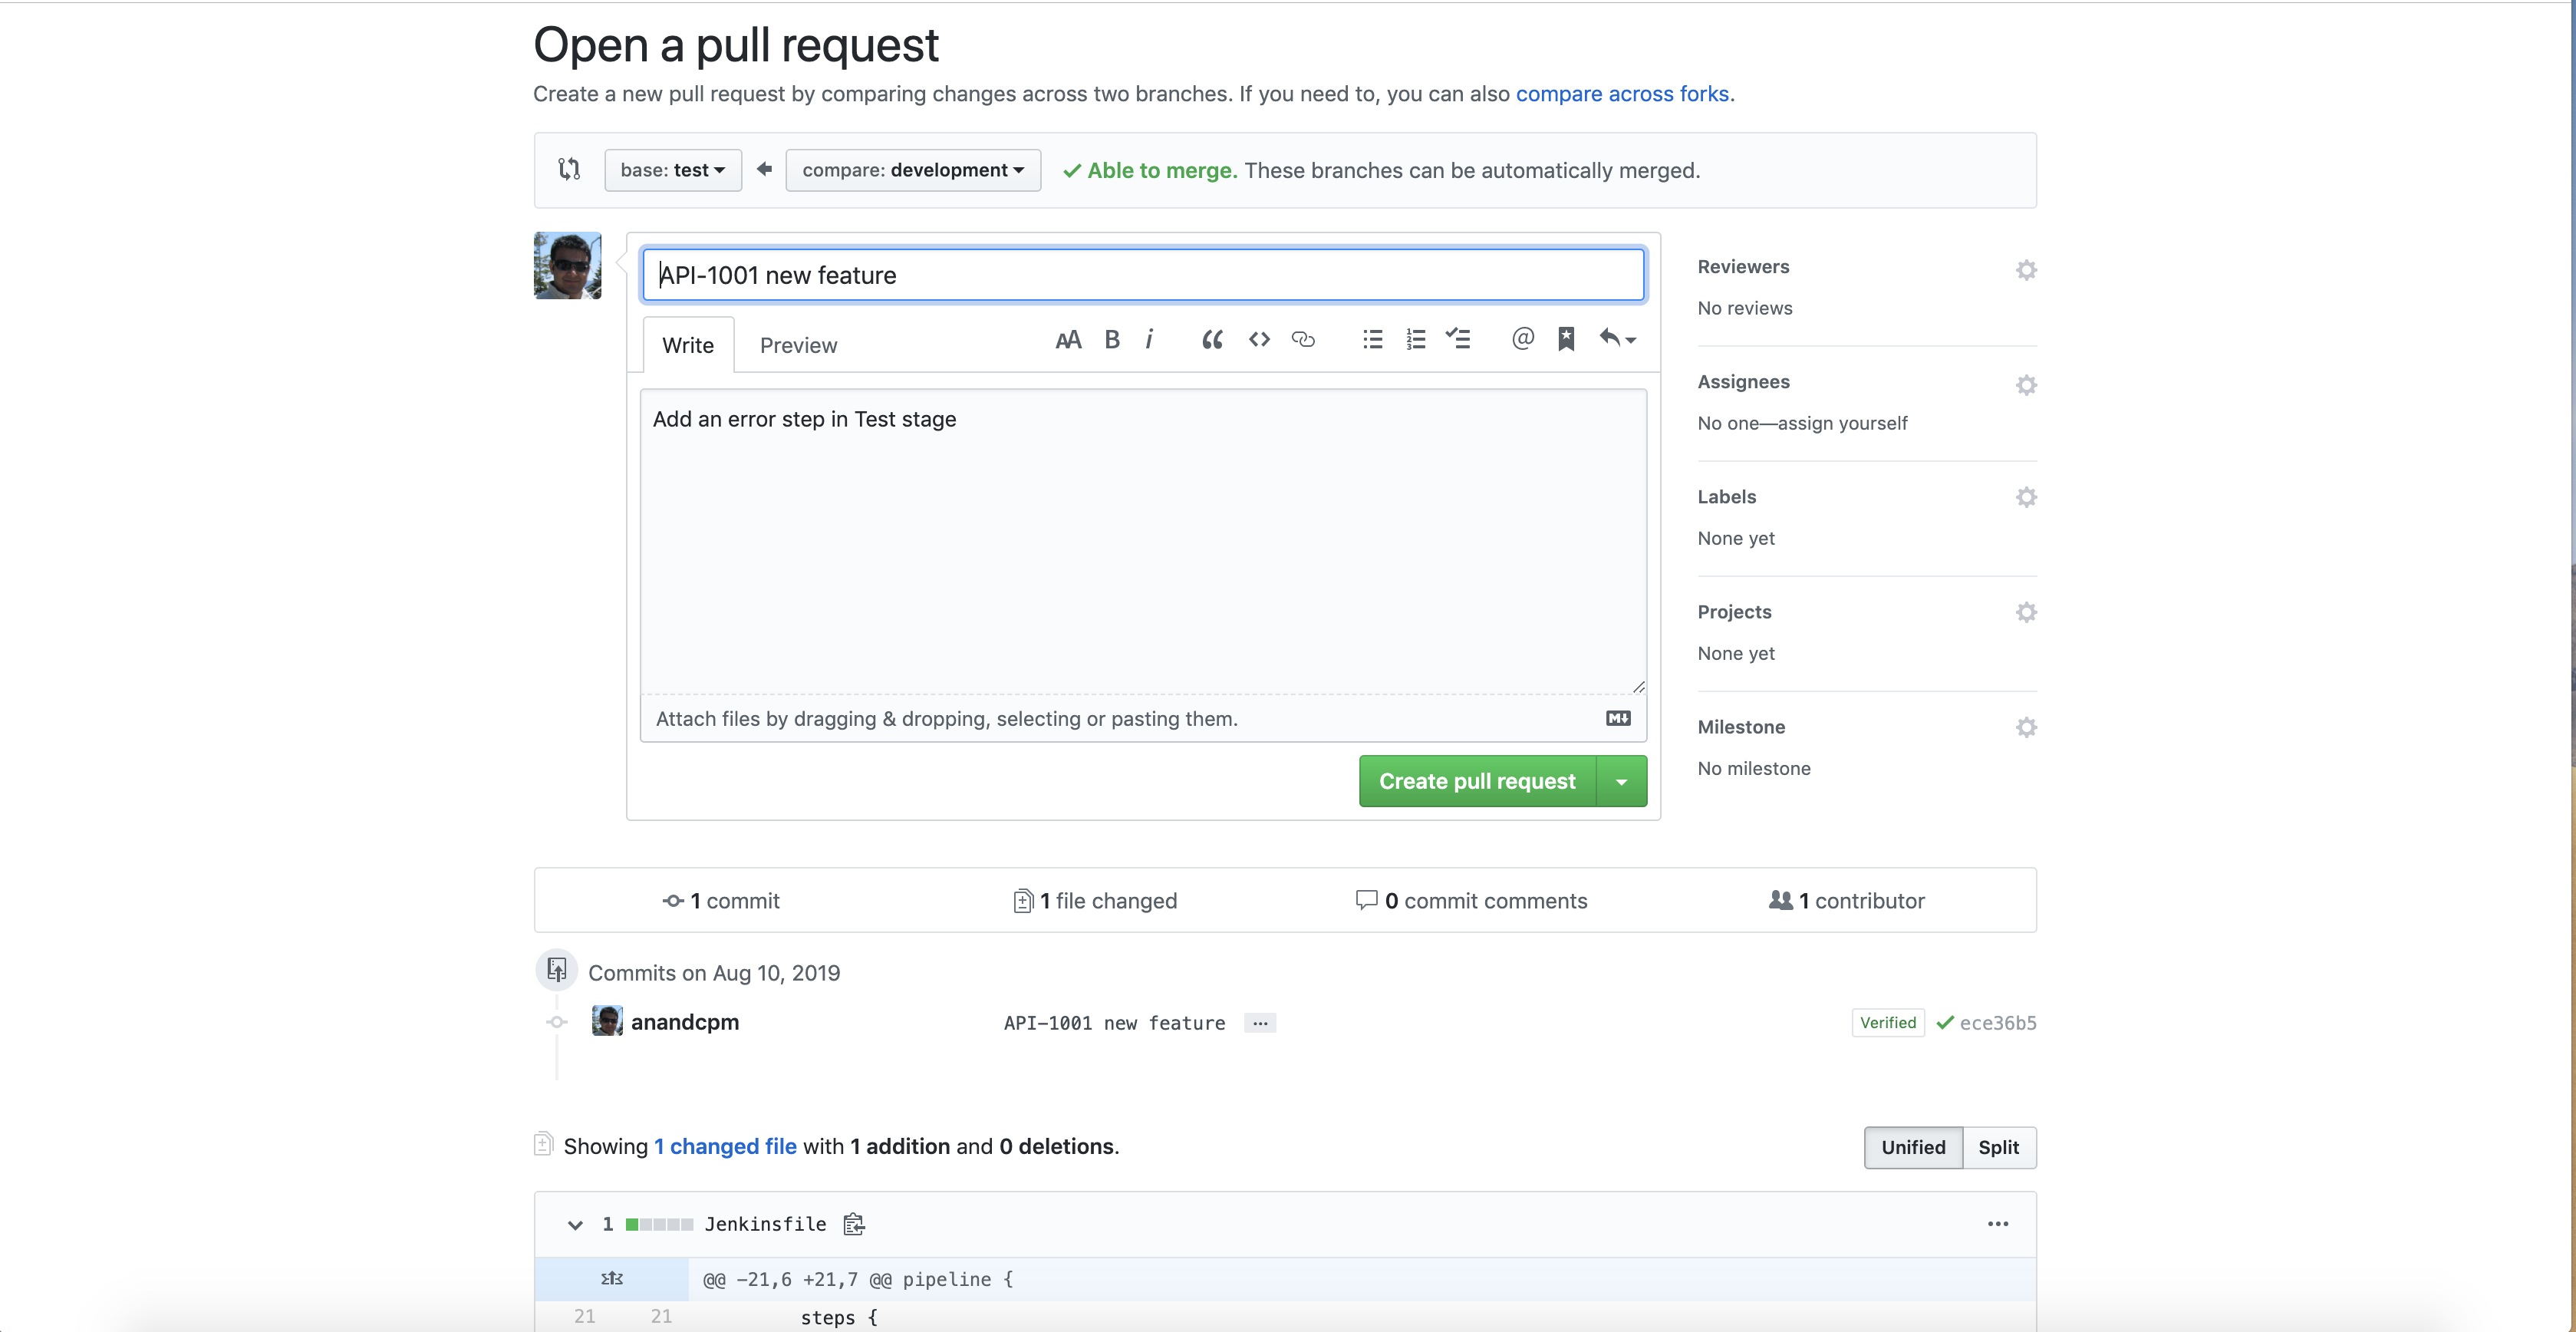 Open a pull request
Create a new pull request by comparing changes across two branches. If you need to, you can also compare across forks.
base: test compare: development Able to merge. These branches can be automatically merged.
API-1001 new feature
Write Preview AA B i
Add an error step in Test stage
Attach files by dragging & dropping, selecting or pasting them.
Create pull request
Reviewers
No reviews
Assignees
No one—assign yourself
Labels
None yet
Projects
None yet
Milestone
No milestone
1 commit 1 file changed 0 commit comments 1 contributor
Commits on Aug 10, 2019
anandcpm API-1001 new feature ... Verified ece36b5
Showing 1 changed file with 1 addition and 0 deletions. Unified Split
1 Jenkinsfile
@@ -21,6 +21,7 @@ pipeline {
21 21 steps {